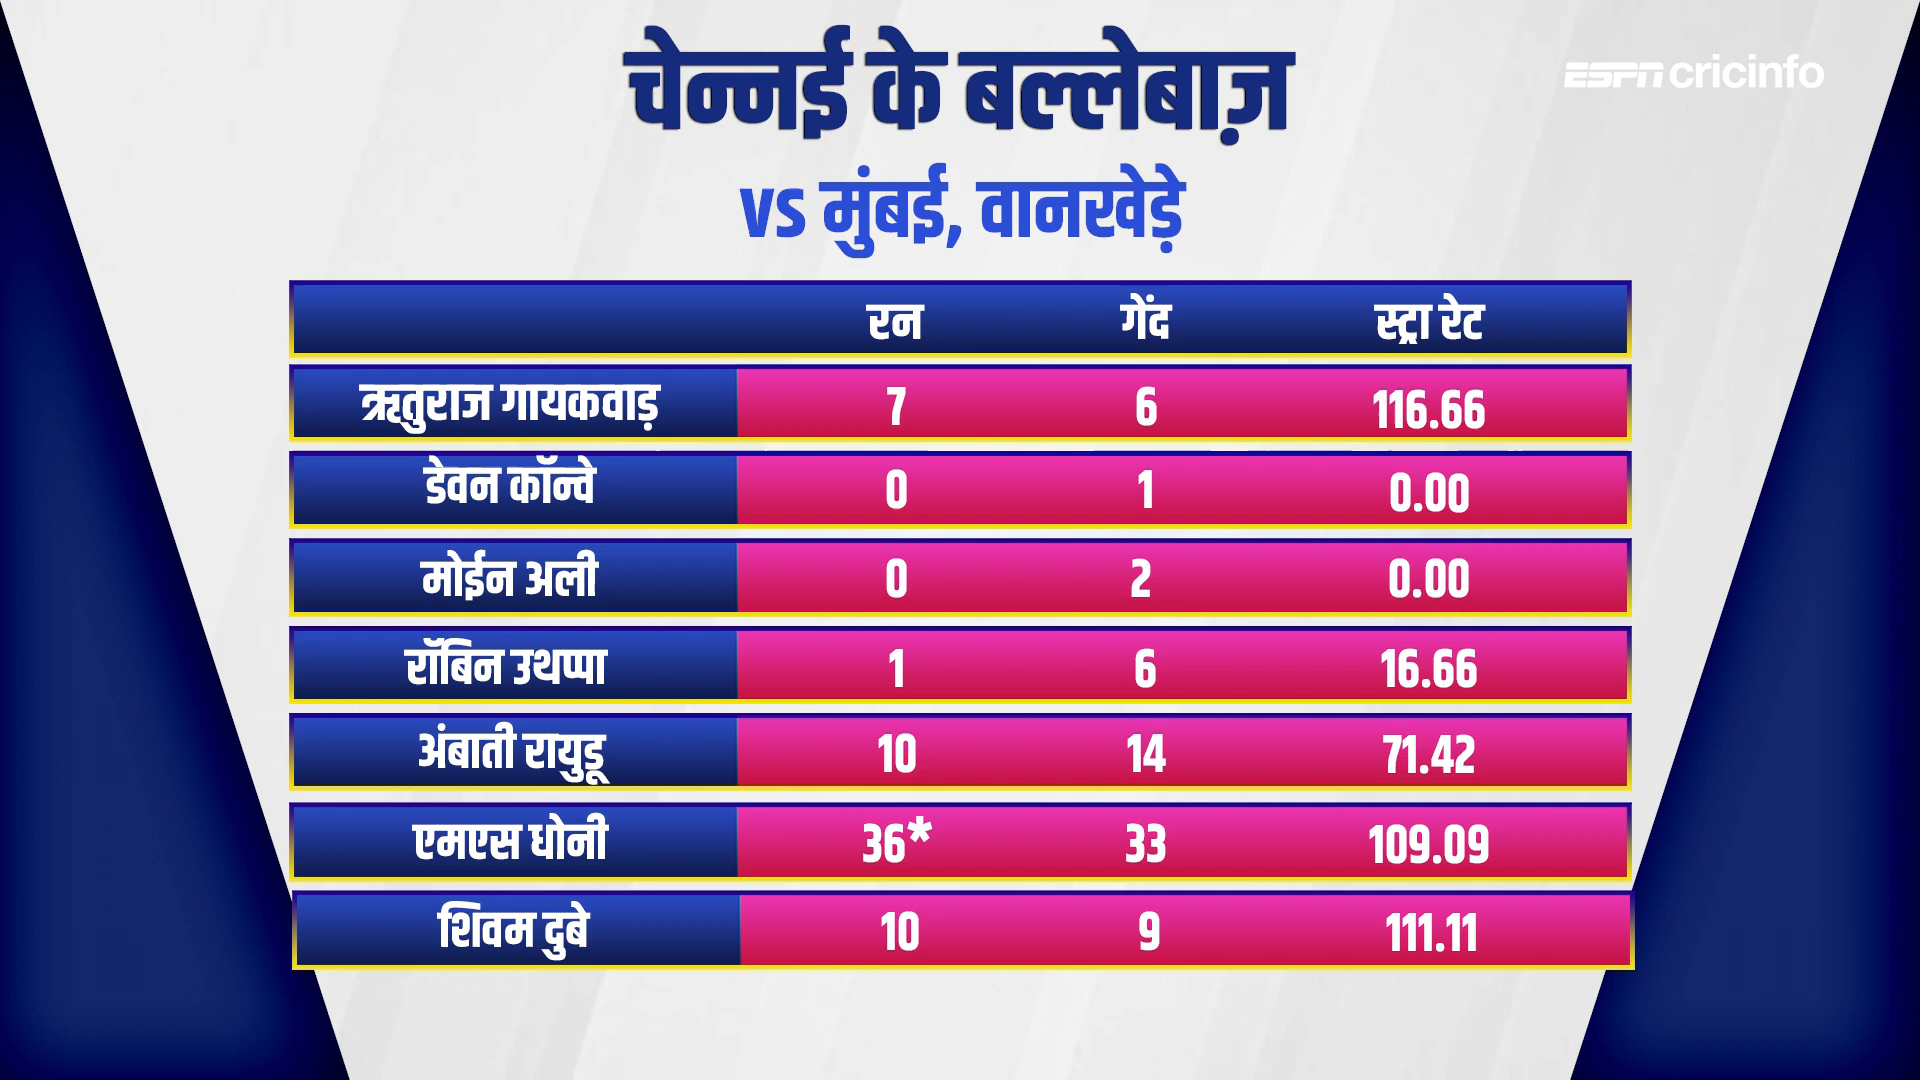 चेन्नई के बल्लेबाज़
ESPN cricinfo
vs मुंबई, वानखेड़े
रन गेंद स्ट्रा रेट
ऋतुराज गायकवाड़ 7 6 116.66
डेवन कॉन्वे 0 1 0.00
मोईन अली 0 2 0.00
रॉबिन उथप्पा 1 6 16.66
अंबाती रायुडू 10 14 71.42
एमएस धोनी 36* 33 109.09
शिवम दुबे 10 9 111.11